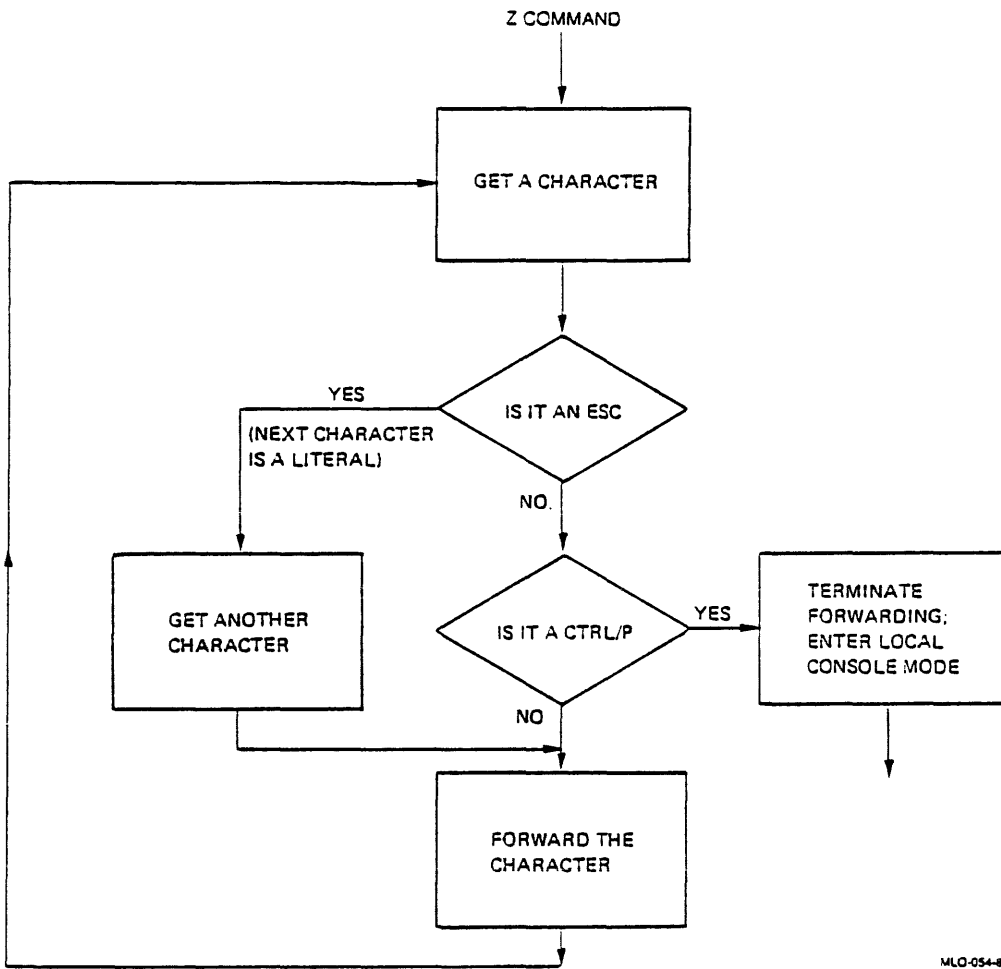 Z COMMAND
GET A CHARACTER
IS IT AN ESC
YES
(NEXT CHARACTER
IS A LITERAL)
NO.
GET ANOTHER
CHARACTER
IS IT A CTRL/P
YES
TERMINATE
FORWARDING;
ENTER LOCAL
CONSOLE MODE
NO
FORWARD THE
CHARACTER